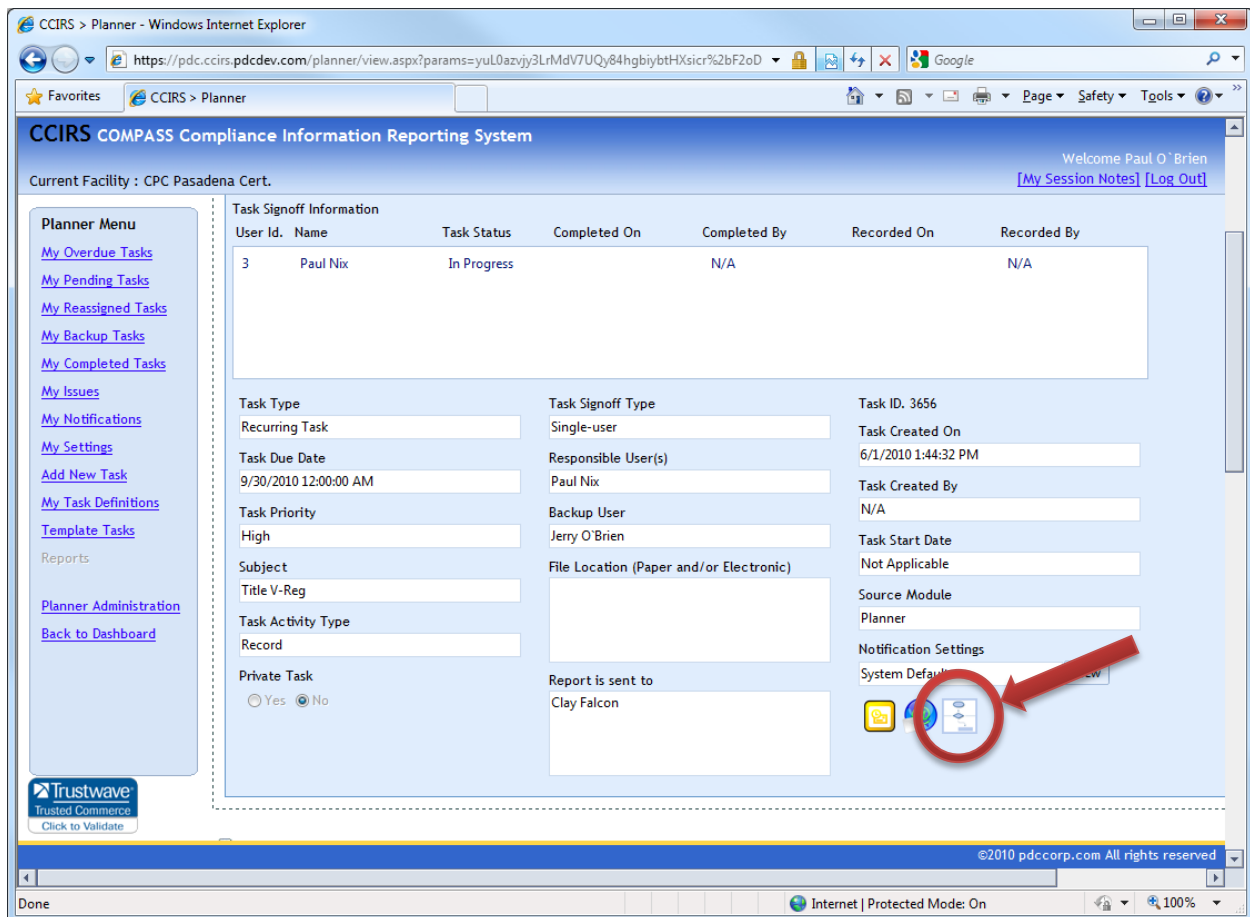 CCIRS > Planner - Windows Internet Explorer
https://pdc.ccirs.pdcdev.com/planner/view.aspx?params=yuL0azvjy3LrMdV7UQy84hgbiybtHXsicr%2bF2oD
Google
Favorites CCIRS > Planner Page Safety Tools
CCIRS COMPASS Compliance Information Reporting System
Welcome Paul O`Brien
Current Facility : CPC Pasadena Cert. [My Session Notes] [Log Out]
Planner Menu
My Overdue Tasks
My Pending Tasks
My Reassigned Tasks
My Backup Tasks
My Completed Tasks
My Issues
My Notifications
My Settings
Add New Task
My Task Definitions
Template Tasks
Reports
Planner Administration
Back to Dashboard
Trustwave
Trusted Commerce
Click to Validate
Task Signoff Information
User Id. Name Task Status Completed On Completed By Recorded On Recorded By
3 Paul Nix In Progress N/A N/A
Task Type
Recurring Task
Task Due Date
9/30/2010 12:00:00 AM
Task Priority
High
Subject
Title V-Reg
Task Activity Type
Record
Private Task
Yes No
Task Signoff Type
Single-user
Responsible User(s)
Paul Nix
Backup User
Jerry O`Brien
File Location (Paper and/or Electronic)
Report is sent to
Clay Falcon
Task ID. 3656
Task Created On
6/1/2010 1:44:32 PM
Task Created By
N/A
Task Start Date
Not Applicable
Source Module
Planner
Notification Settings
System Default
©2010 pdccorp.com All rights reserved
Done Internet | Protected Mode: On 100%